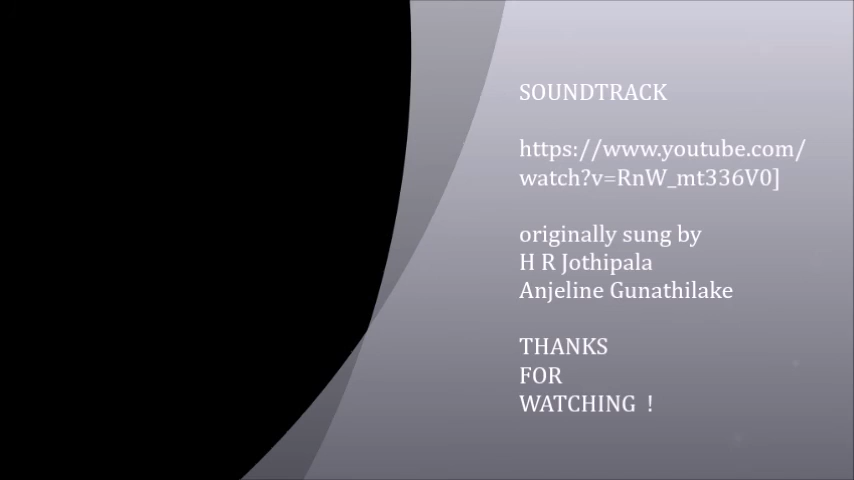 SOUNDTRACK
https://www.youtube.com/
watch?v=RnW_mt336V0]
originally sung by
H R Jothipala
Anjeline Gunathilake
THANKS
FOR
WATCHING !